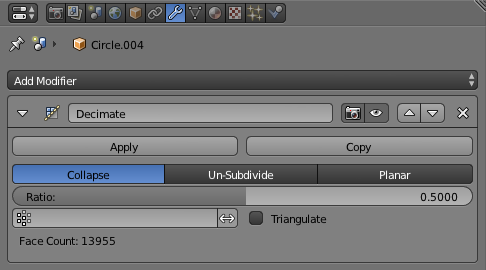 Circle.004
Add Modifier
Decimate
Apply Copy
Collapse Un-Subdivide Planar
Ratio: 0.5000
Triangulate
Face Count: 13955